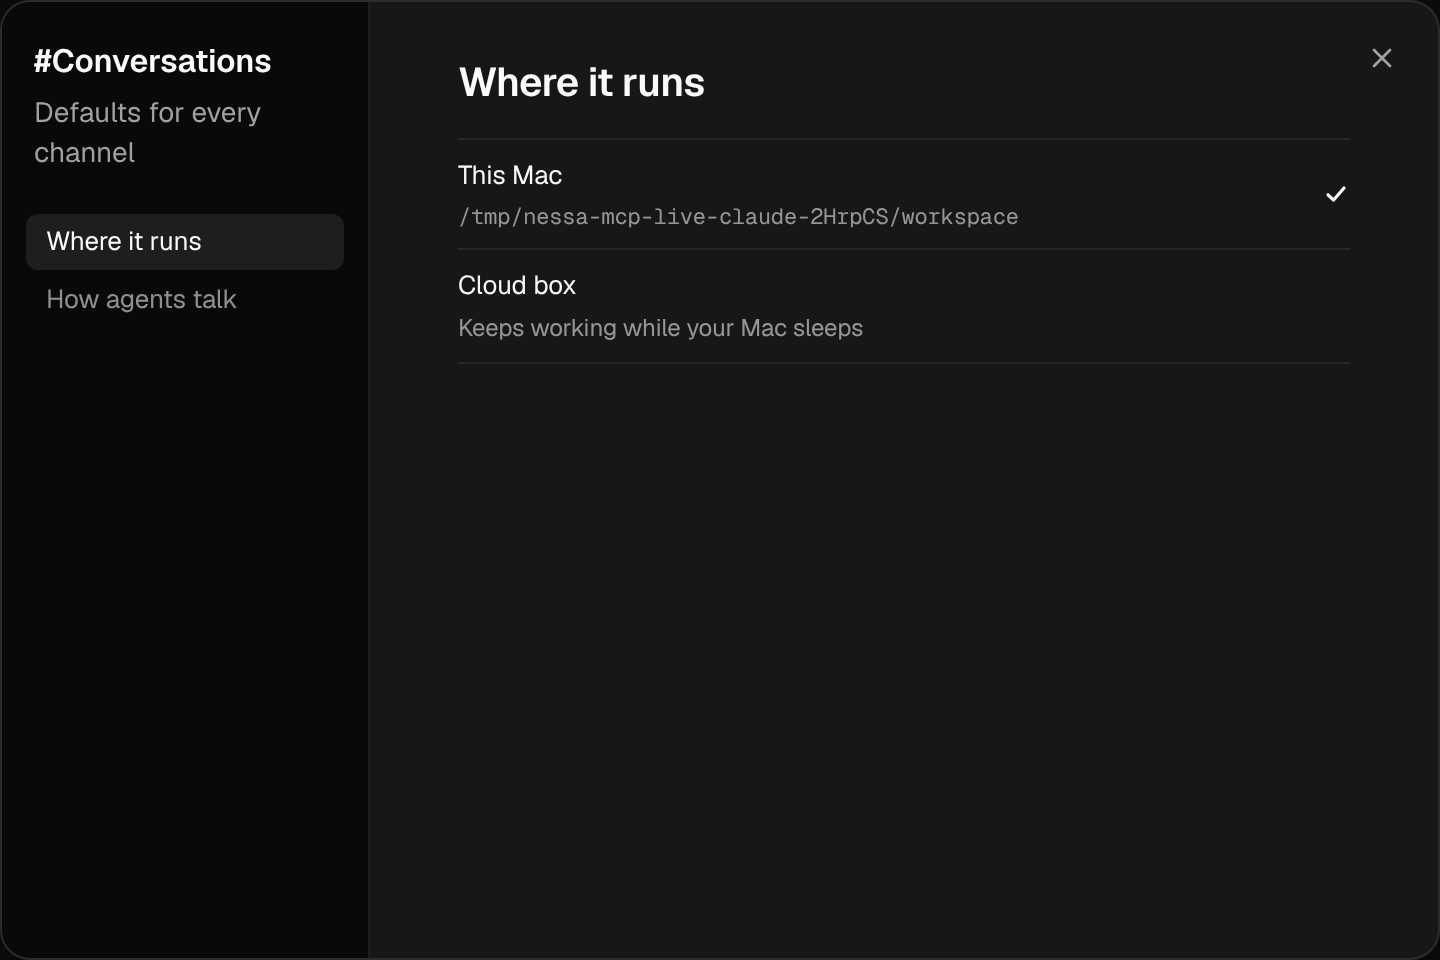 #Conversations
Defaults for every
channel
Where it runs
How agents talk
Where it runs
This Mac
/tmp/nessa-mcp-live-claude-2HrpCS/workspace
Cloud box
Keeps working while your Mac sleeps